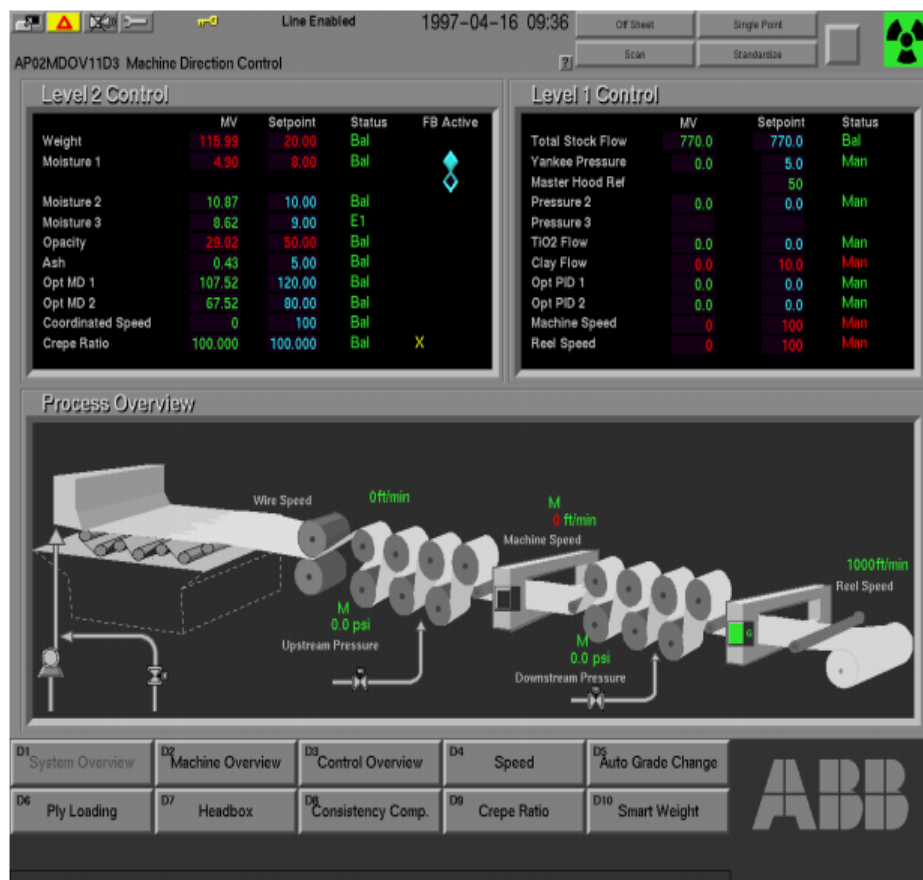 Line Enabled 1997-04-16 09:36 Off Sheet Single Point
Scan Standardize
AP02MDOV11D3 Machine Direction Control ?
Level 2 Control
MV Setpoint Status FB Active
Weight 115.99 20.00 Bal
Moisture 1 4.90 8.00 Bal
Moisture 2 10.87 10.00 Bal
Moisture 3 8.62 9.00 E1
Opacity 29.02 50.00 Bal
Ash 0.43 5.00 Bal
Opt MD 1 107.52 120.00 Bal
Opt MD 2 67.52 80.00 Bal
Coordinated Speed 0 100 Bal
Crepe Ratio 100.000 100.000 Bal X
Level 1 Control
MV Setpoint Status
Total Stock Flow 770.0 770.0 Bal
Yankee Pressure 0.0 5.0 Man
Master Hood Ref 50
Pressure 2 0.0 0.0 Man
Pressure 3
TiO2 Flow 0.0 0.0 Man
Clay Flow 0.0 10.0 Man
Opt PID 1 0.0 0.0 Man
Opt PID 2 0.0 0.0 Man
Machine Speed 0 100 Man
Reel Speed 0 100 Man
Process Overview
Wire Speed 0ft/min
M
0 ft/min
Machine Speed
1000ft/min
Reel Speed
M
0.0 psi
Upstream Pressure
M
0.0 psi
Downstream Pressure
G
D1 System Overview D2 Machine Overview D3 Control Overview D4 Speed D5 Auto Grade Change
D6 Ply Loading D7 Headbox D8 Consistency Comp. D9 Crepe Ratio D10 Smart Weight
ABB